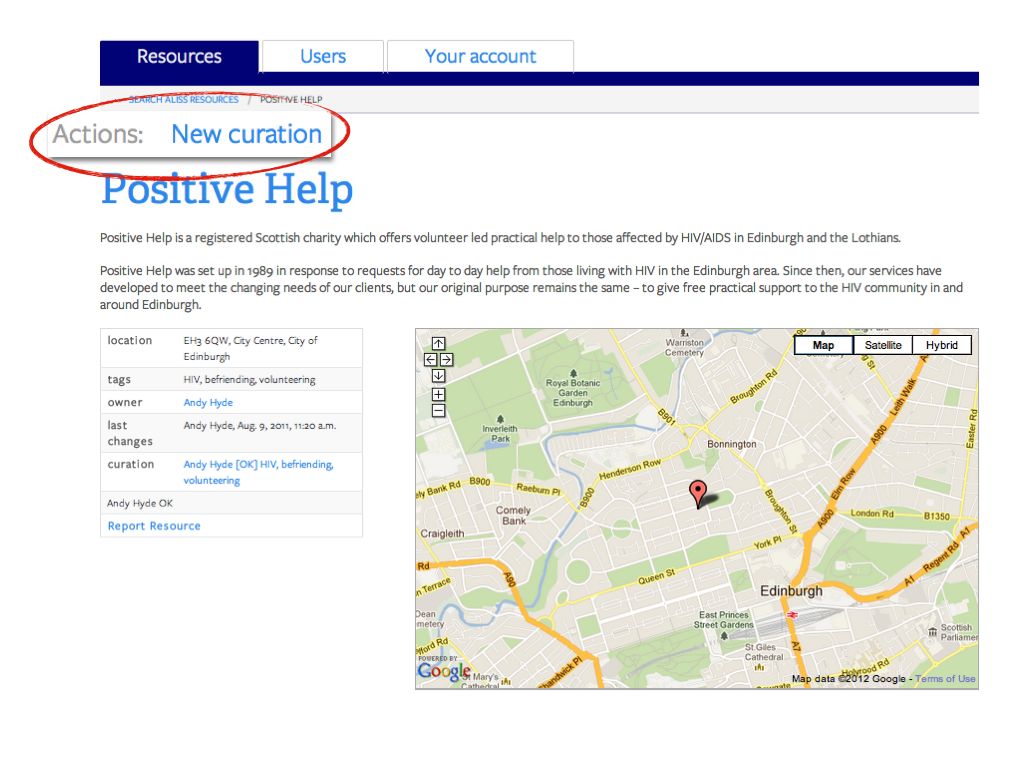 Resources
Users
Your account
SEARCH ALISS RESOURCES / POSITIVE HELP
Actions: New curation
Positive Help
Positive Help is a registered Scottish charity which offers volunteer led practical help to those affected by HIV/AIDS in Edinburgh and the Lothians.
Positive Help was set up in 1989 in response to requests for day to day help from those living with HIV in the Edinburgh area. Since then, our services have
developed to meet the changing needs of our clients, but our original purpose remains the same – to give free practical support to the HIV community in and
around Edinburgh.
location EH3 6QW, City Centre, City of
Edinburgh
tags HIV, befriending, volunteering
owner Andy Hyde
last Andy Hyde, Aug. 9, 2011, 11:20 a.m.
changes
curation Andy Hyde [OK] HIV, befriending,
volunteering
Andy Hyde OK
Report Resource
Map Satellite Hybrid
Warriston
Cemetery
Royal Botanic
Garden
Edinburgh
Broughton Rd
Leith Walk
Easter Rd
Inverleith
Park
B901
A900
Bonnington
Henderson Row
Elm Row
B900
Raeburn Pl
B900
Comely
Bank
Broughton St
A900
London Rd
B1350
Craigleith
York Pl
A1
Regent Rd
Rd
A90
Queen St
A1
Terrace
Edinburgh
East Princes
Street Gardens
Scottish
Parliamen
St Giles
Cathedral
A7
POWERED BY
Google
St Mary's
Cathedral
Holyrood Rd
Map data ©2012 Google - Terms of Use